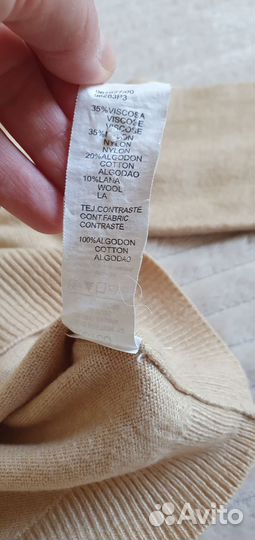 35%VISCOSA
VISCOSE
VISCOSE
NYLON
NYLON
20%ALGODON
COTTON
ALGODAO
10%LANA
WOOL
LA
TEJ.CONTRASTE
CONT.FABRIC
CONTRASTE
100%ALGODON
COTTON
ALGODAO
Avito